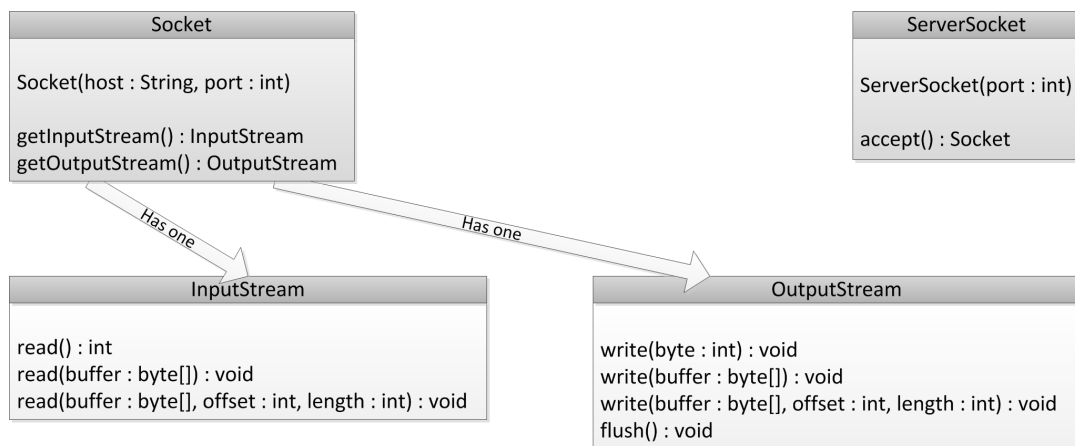 Socket
Socket(host : String, port : int)
getInputStream() : InputStream
getOutputStream() : OutputStream
ServerSocket
ServerSocket(port : int)
accept() : Socket
Has one
Has one
InputStream
read() : int
read(buffer : byte[]) : void
read(buffer : byte[], offset : int, length : int) : void
OutputStream
write(byte : int) : void
write(buffer : byte[]) : void
write(buffer : byte[], offset : int, length : int) : void
flush() : void